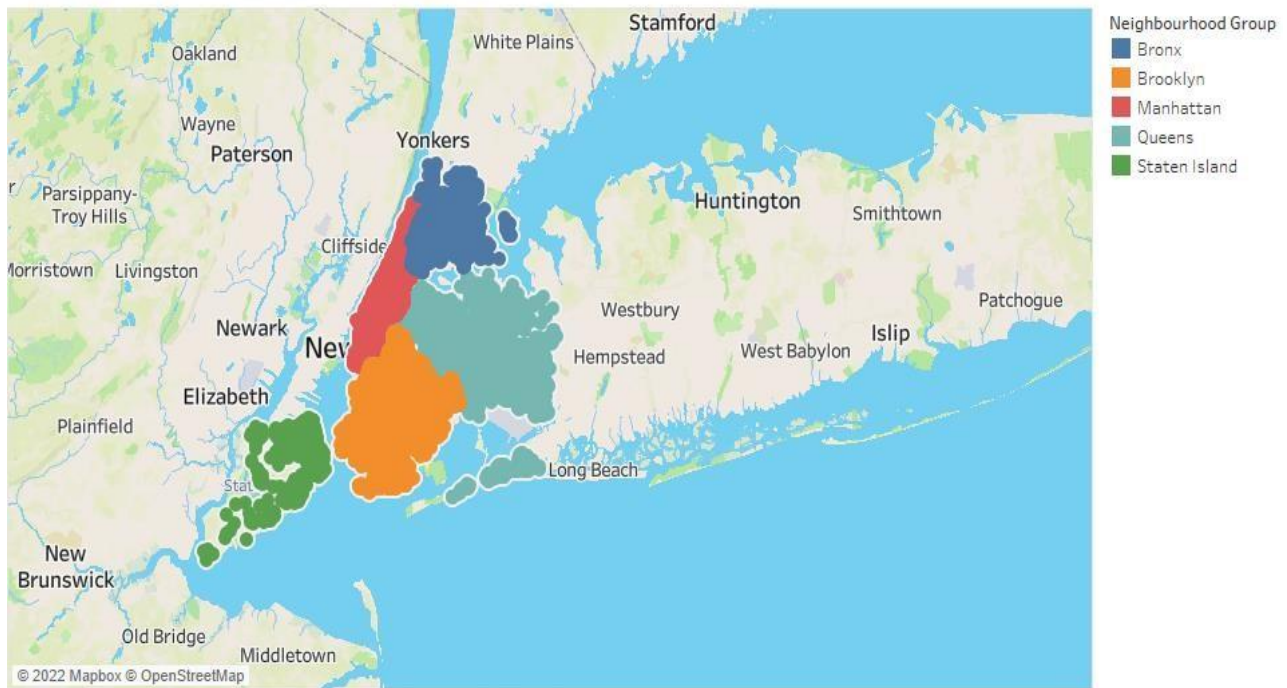 Stamford
Oakland
White Plains
Wayne
Yonkers
Paterson
Parsippany-
Troy Hills
Huntington
Smithtown
Cliffside
Morristown
Livingston
Patchogue
Westbury
Newark
Islip
New
West Babylon
Hempstead
Elizabeth
Plainfield
Long Beach
Stat
New
Brunswick
Old Bridge
Middletown
© 2022 Mapbox © OpenStreetMap
Neighbourhood Group
Bronx
Brooklyn
Manhattan
Queens
Staten Island